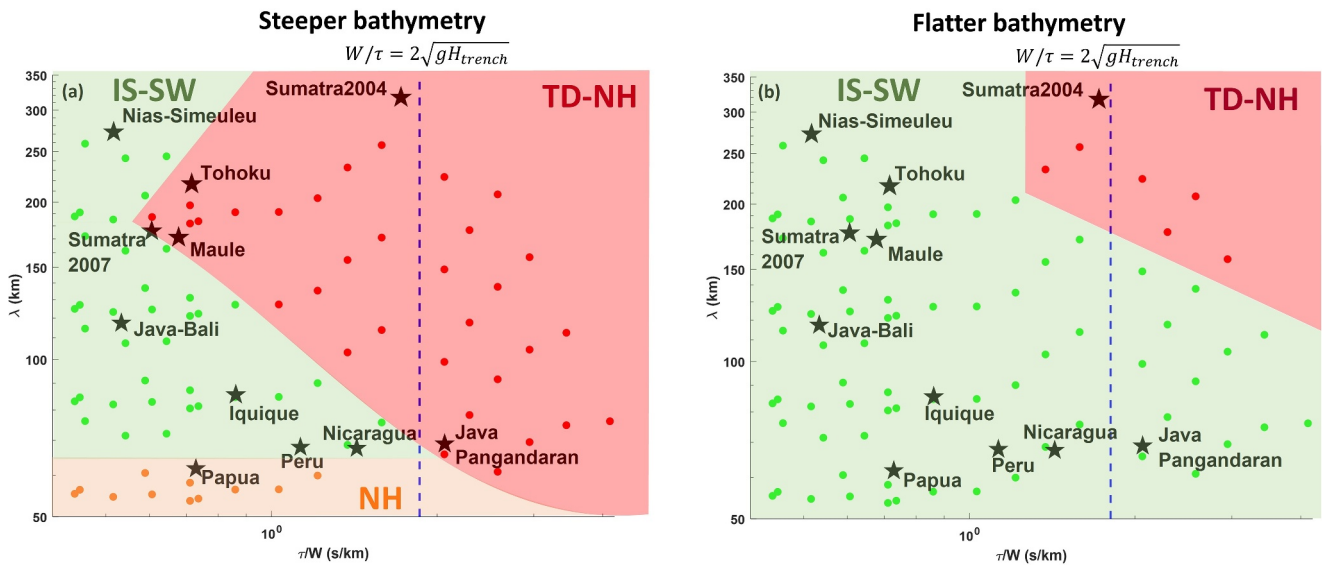 Steeper bathymetry
W/τ = 2√gH_trench
(a)
IS-SW
TD-NH
NH
Sumatra2004
Nias-Simeuleu
Tohoku
Sumatra
2007
Maule
Java-Bali
Iquique
Nicaragua
Peru
Java
Pangandaran
Papua
350
300
250
200
150
100
50
λ (km)
10⁰
τ/W (s/km)
Flatter bathymetry
W/τ = 2√gH_trench
(b)
IS-SW
TD-NH
Sumatra2004
Nias-Simeuleu
Tohoku
Sumatra
2007
Maule
Java-Bali
Iquique
Nicaragua
Peru
Java
Pangandaran
Papua
350
300
250
200
150
100
50
λ (km)
10⁰
τ/W (s/km)